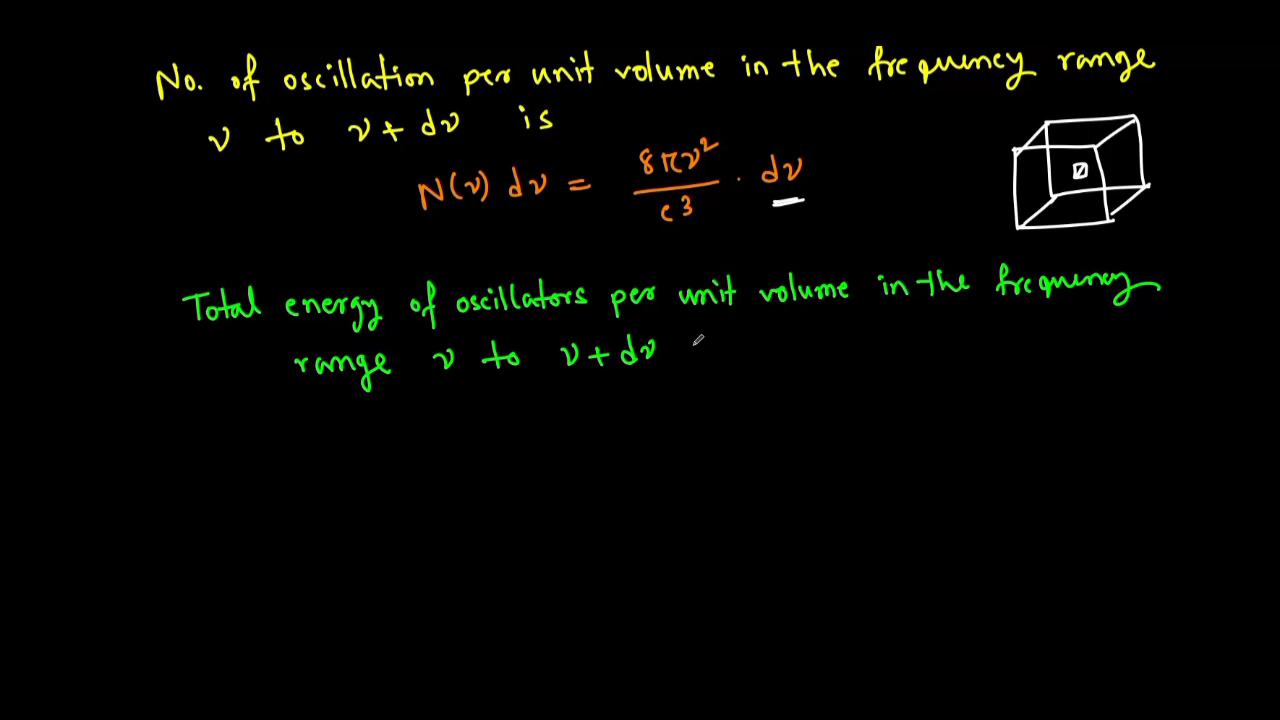 No. of oscillation per unit volume in the frequency range
ν to ν + dν is
N(ν) dν = 8πν²/c³ · dν
Total energy of oscillators per unit volume in the frequency
range ν to ν + dν